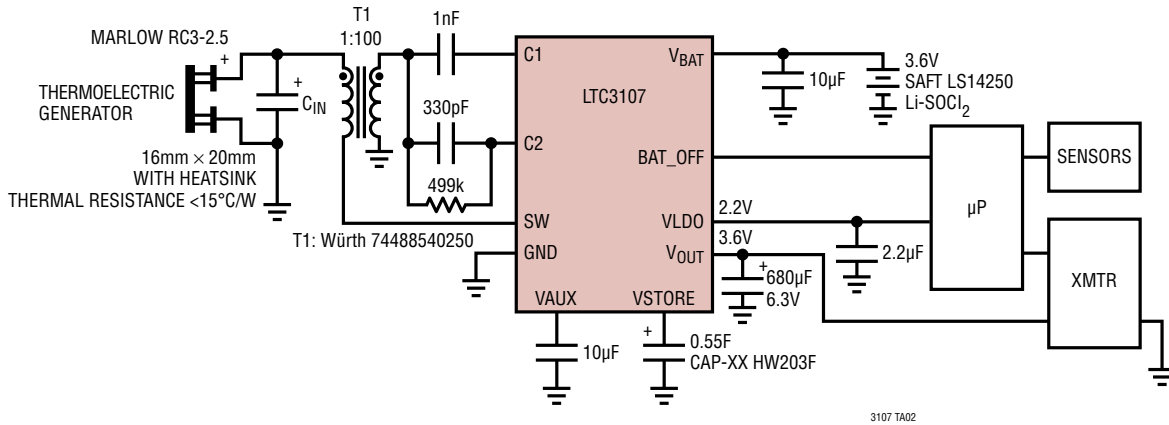 MARLOW RC3-2.5
THERMOELECTRIC
GENERATOR
+
CIN
16mm × 20mm
WITH HEATSINK
THERMAL RESISTANCE <15°C/W
T1
1:100
1nF
330pF
499k
T1: Würth 74488540250
C1
C2
SW
GND
VAUX
VSTORE
LTC3107
VBAT
BAT_OFF
VLDO
VOUT
10µF
+
0.55F
CAP-XX HW203F
10µF
3.6V
SAFT LS14250
Li-SOCl2
2.2V
3.6V
+
680µF
6.3V
2.2µF
µP
SENSORS
XMTR
3107 TA02